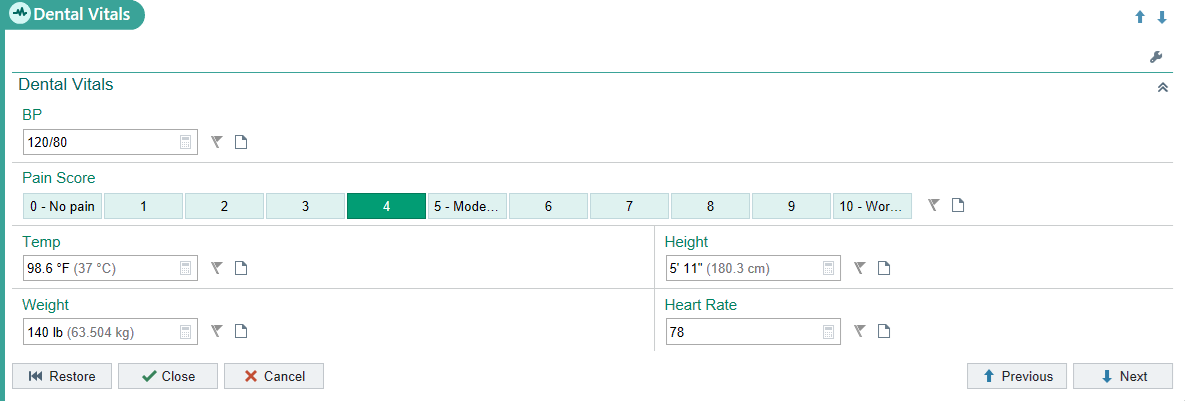 Dental Vitals
Dental Vitals
BP
120/80
Pain Score
0 - No pain 1 2 3 4 5 - Mode... 6 7 8 9 10 - Wor...
Temp Height
98.6 °F (37 °C) 5' 11" (180.3 cm)
Weight Heart Rate
140 lb (63.504 kg) 78
Restore Close Cancel Previous Next